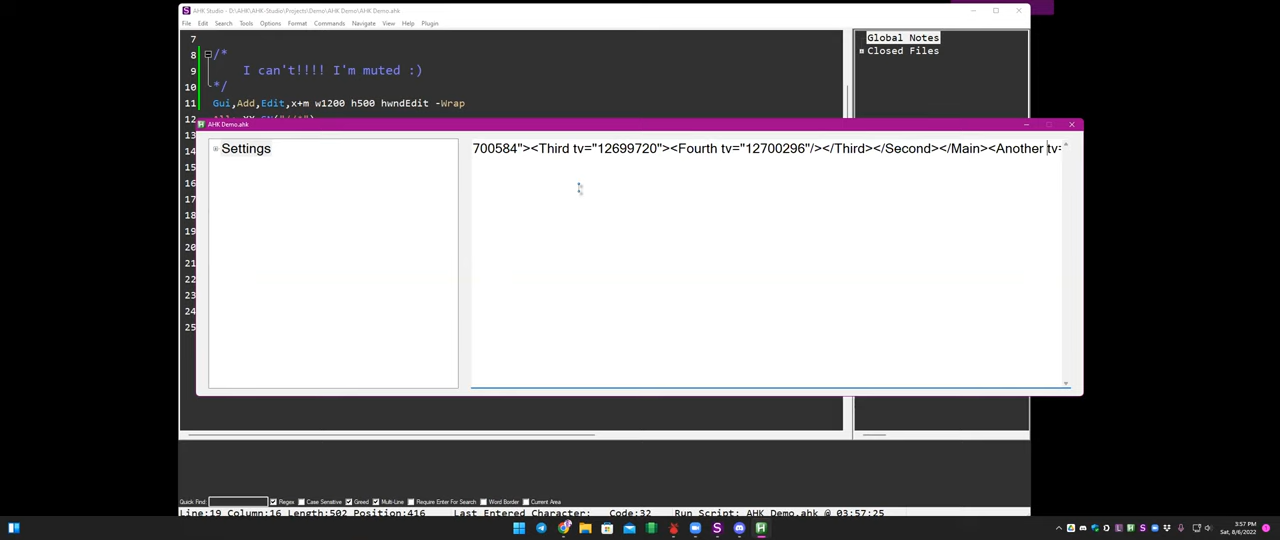 AHK Studio - D:\AHK\AHK-Studio\Projects\Demo\AHK Demo\AHK Demo.ahk
File Edit Search Tools Options Format Commands Navigate View Help Plugin
7
8 /*
9 I can't!!!! I'm muted :)
10 */
11 Gui,Add,Edit,x+m w1200 h500 hwndEdit -Wrap
12
AHK Demo.ahk
Settings
700584"><Third tv="12699720"><Fourth tv="12700296"/></Third></Second></Main><Another tv=
14
15
16
17
18
19
20
21
22
23
24
25
Global Notes
Closed Files
Quick Find: Regex Case Sensitive Greed Multi-Line Require Enter For Search Word Border Current Area
Line:19 Column:16 Length:502 Position:416 Last Entered Character: Code:32 Run Script: AHK Demo.ahk @ 03:57:25
3:57 PM
Sat, 8/6/2022